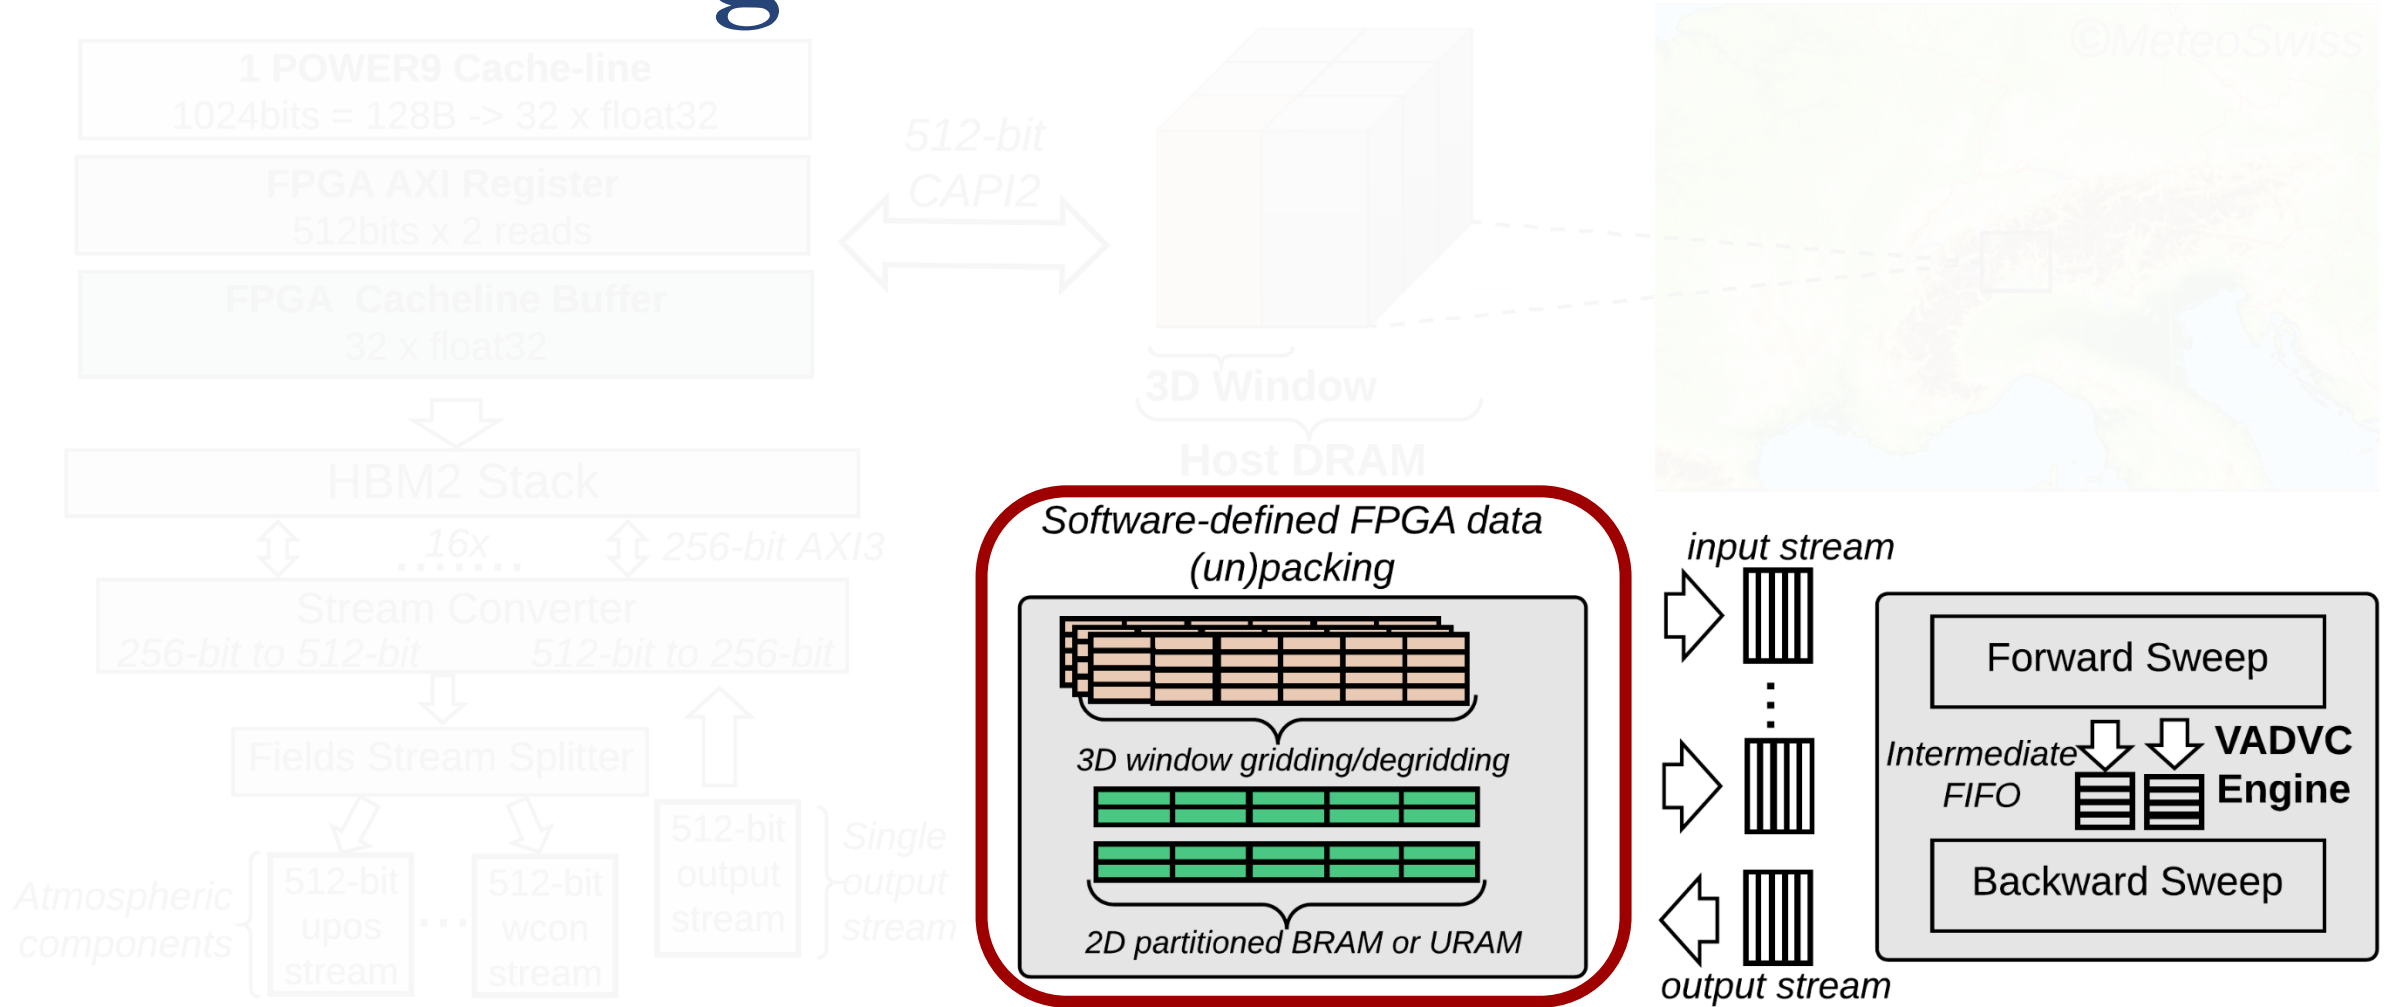 g
1 POWER9 Cache-line
1024bits = 128B -> 32 x float32
FPGA AXI Register
512bits x 2 reads
FPGA Cacheline Buffer
32 x float32
HBM2 Stack
16x
.......
256-bit AXI3
Stream Converter
256-bit to 512-bit
512-bit to 256-bit
Fields Stream Splitter
Atmospheric
components
512-bit
upos
stream
...
512-bit
wcon
stream
512-bit
output
stream
Single
output
stream
512-bit
CAPI2
3D Window
Host DRAM
©MeteoSwiss
Software-defined FPGA data
(un)packing
3D window gridding/degridding
2D partitioned BRAM or URAM
input stream
output stream
Forward Sweep
Intermediate
FIFO
VADVC
Engine
Backward Sweep